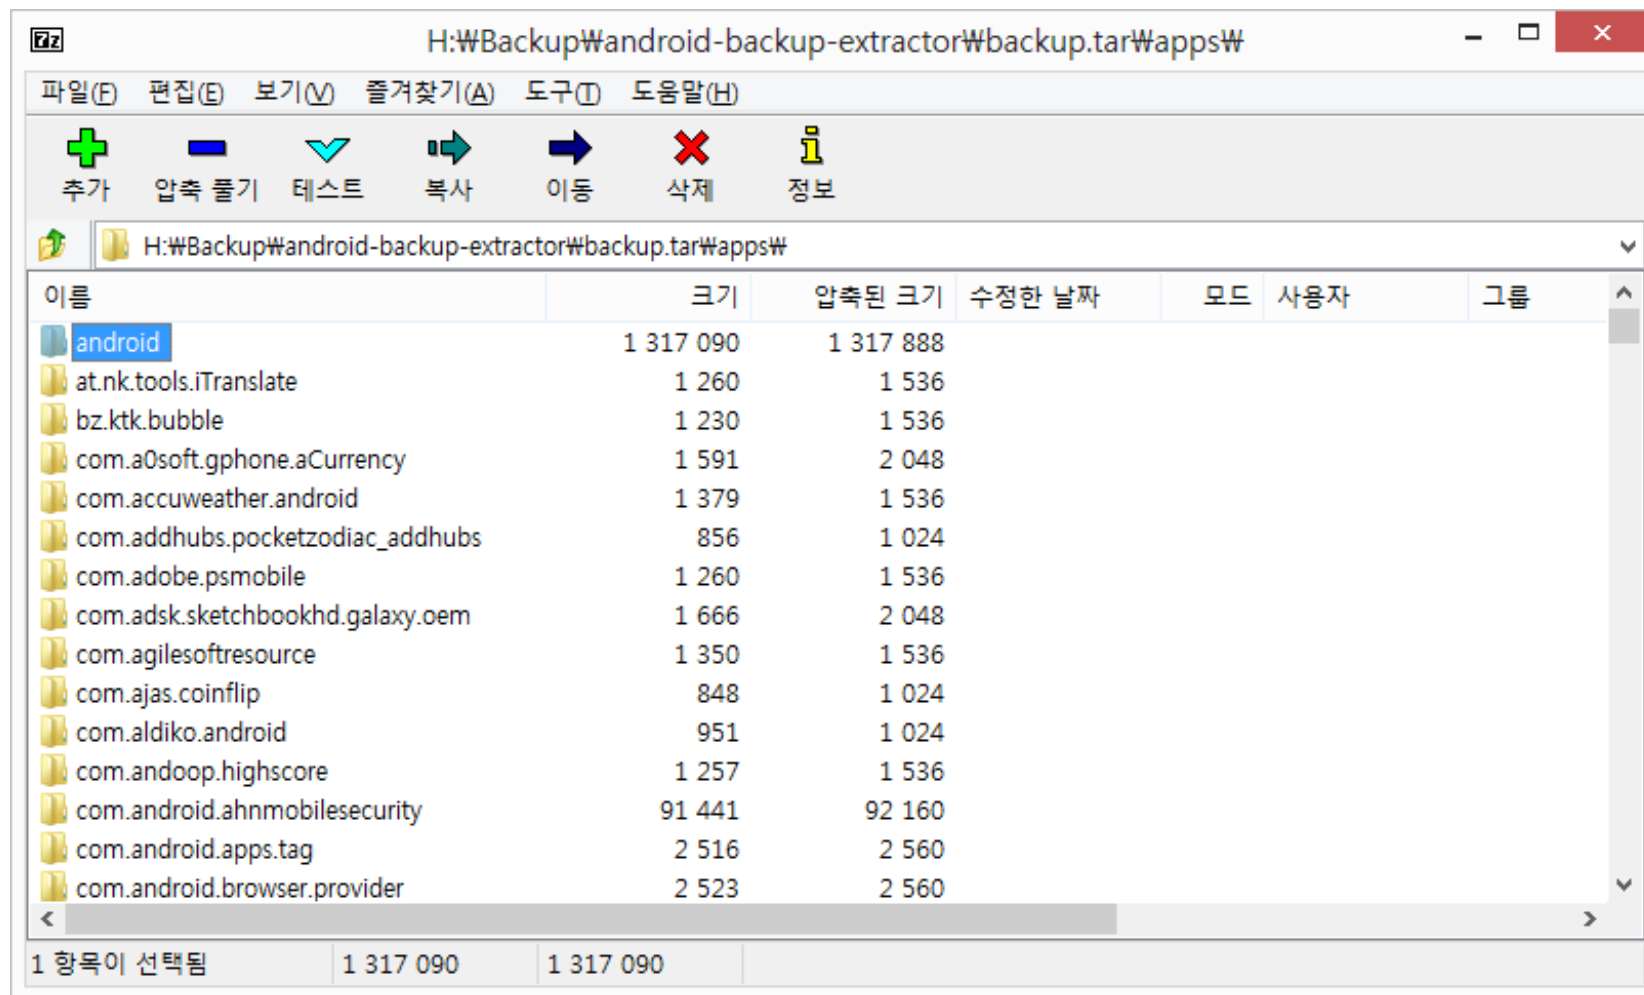 7z H:₩Backup₩android-backup-extractor₩backup.tar₩apps₩
파일(F) 편집(E) 보기(V) 즐겨찾기(A) 도구(T) 도움말(H)
추가 압축 풀기 테스트 복사 이동 삭제 정보
H:₩Backup₩android-backup-extractor₩backup.tar₩apps₩
이름 크기 압축된 크기 수정한 날짜 모드 사용자 그룹
android 1 317 090 1 317 888
at.nk.tools.iTranslate 1 260 1 536
bz.ktk.bubble 1 230 1 536
com.a0soft.gphone.aCurrency 1 591 2 048
com.accuweather.android 1 379 1 536
com.addhubs.pocketzodiac_addhubs 856 1 024
com.adobe.psmobile 1 260 1 536
com.adsk.sketchbookhd.galaxy.oem 1 666 2 048
com.agilesoftresource 1 350 1 536
com.ajas.coinflip 848 1 024
com.aldiko.android 951 1 024
com.andoop.highscore 1 257 1 536
com.android.ahnmobilesecurity 91 441 92 160
com.android.apps.tag 2 516 2 560
com.android.browser.provider 2 523 2 560
1 항목이 선택됨 1 317 090 1 317 090